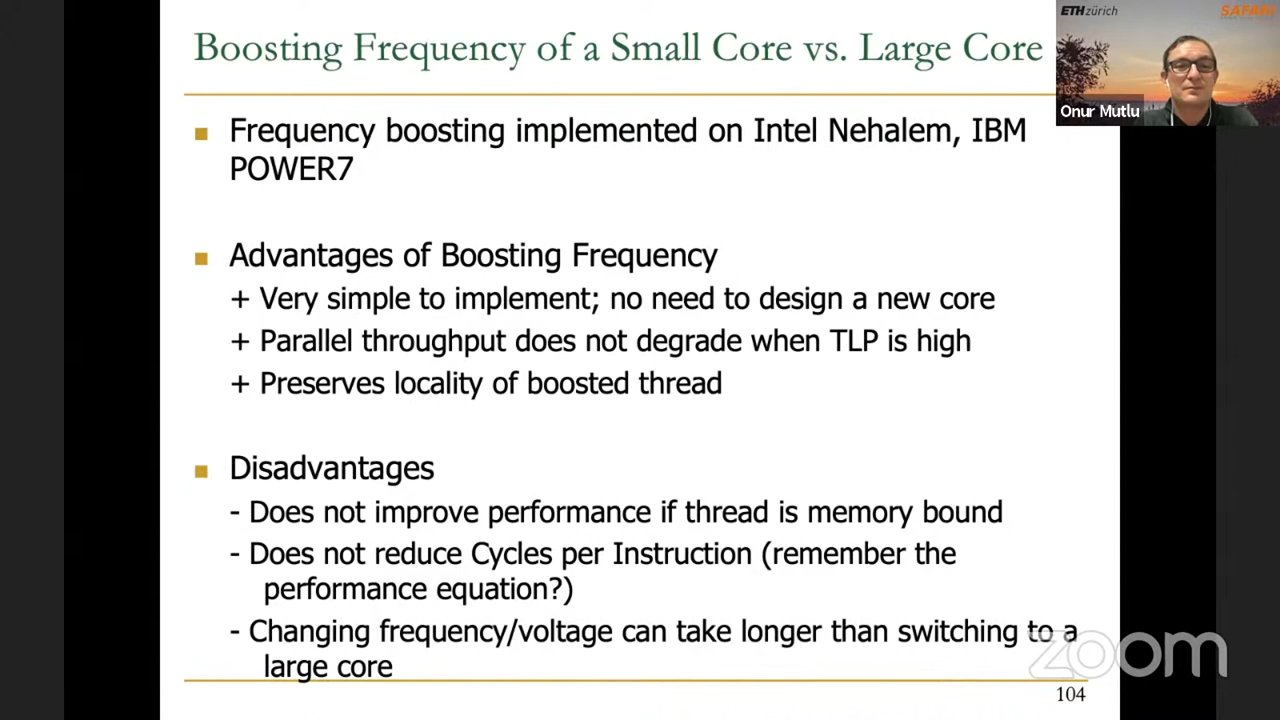 Boosting Frequency of a Small Core vs. Large Core
ETH zürich
SAFARI
Onur Mutlu
Frequency boosting implemented on Intel Nehalem, IBM
POWER7
Advantages of Boosting Frequency
+ Very simple to implement; no need to design a new core
+ Parallel throughput does not degrade when TLP is high
+ Preserves locality of boosted thread
Disadvantages
- Does not improve performance if thread is memory bound
- Does not reduce Cycles per Instruction (remember the
performance equation?)
- Changing frequency/voltage can take longer than switching to a
large core
zoom
104